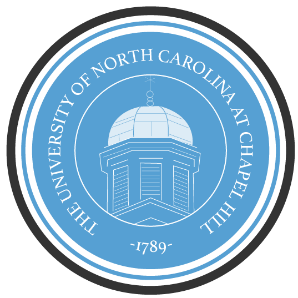 THE UNIVERSITY OF NORTH CAROLINA AT CHAPEL HILL
-1789-